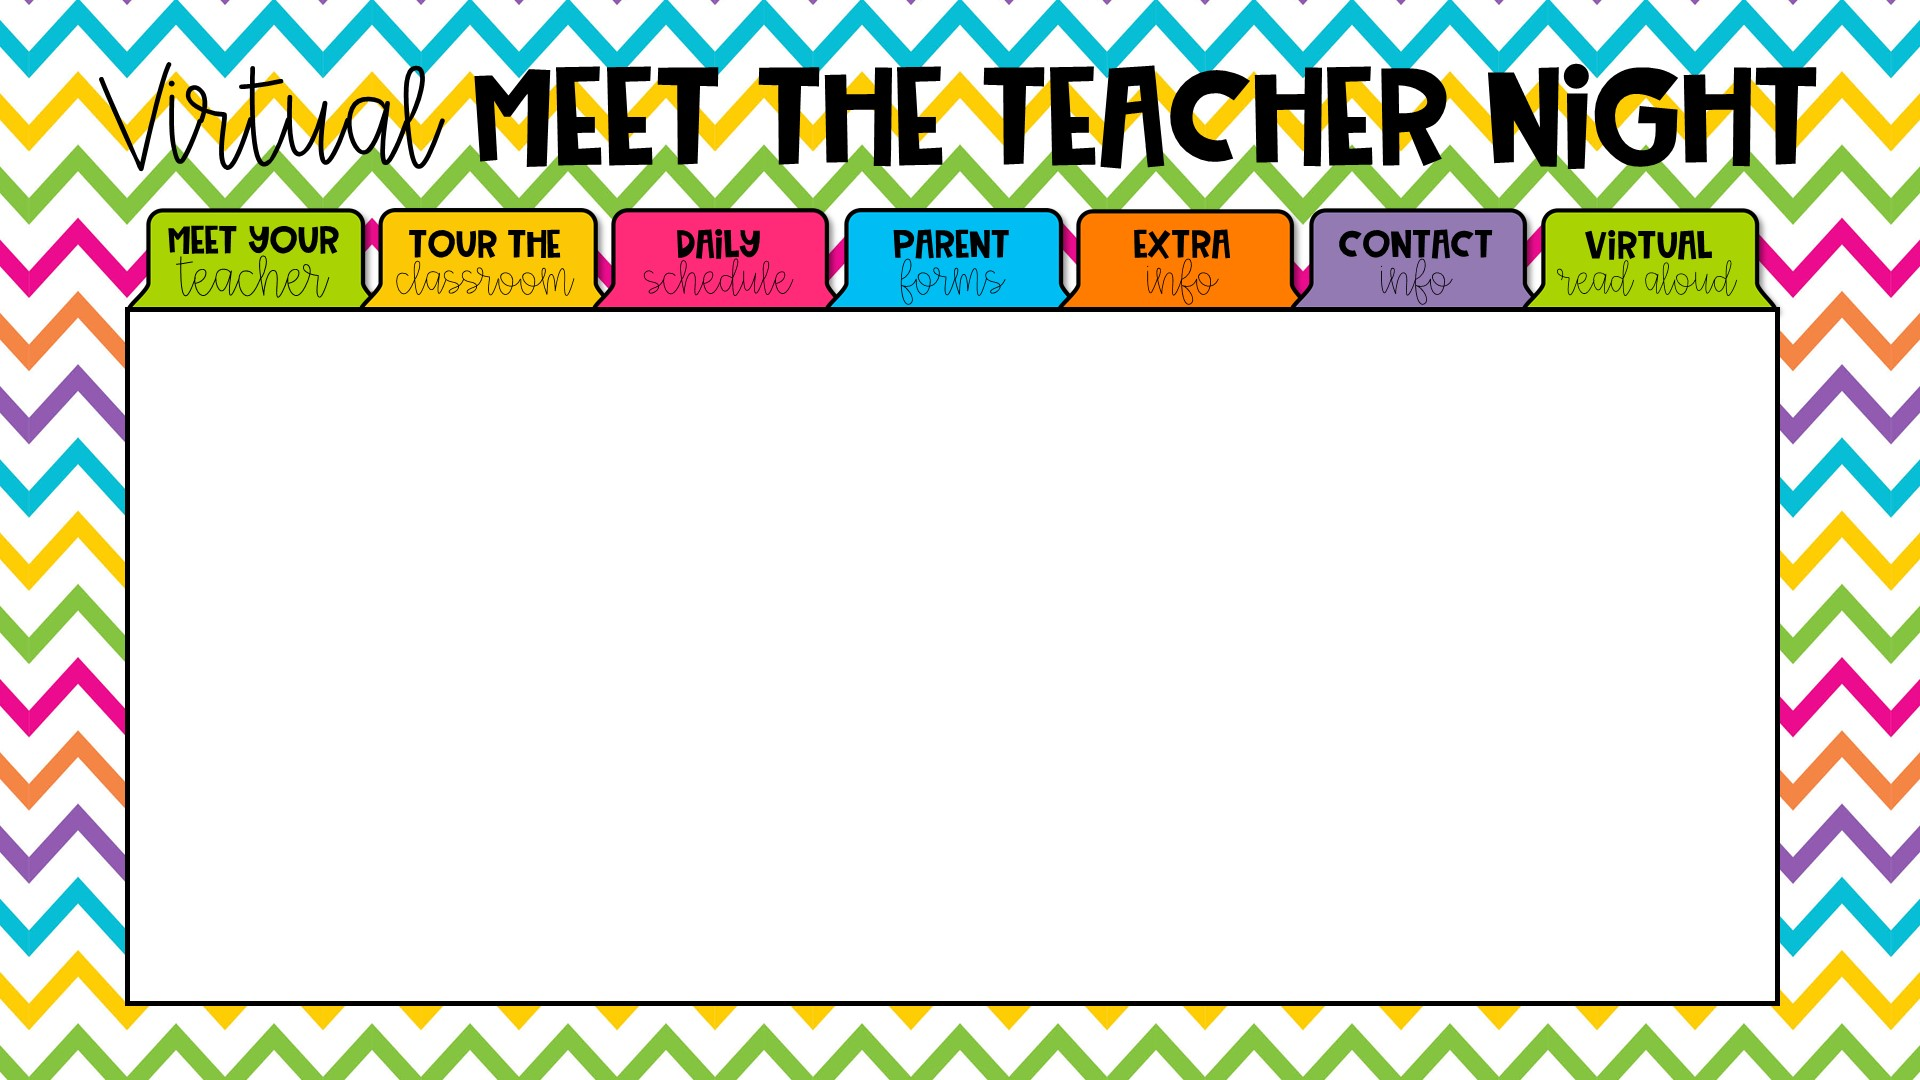 Virtual MEET THE TEACHER NiGHT
MEET YOUR
teacher
TOUR THE
classroom
DAiLY
schedule
PARENT
forms
EXTRA
info
CONTACT
info
ViRTUAL
read aloud